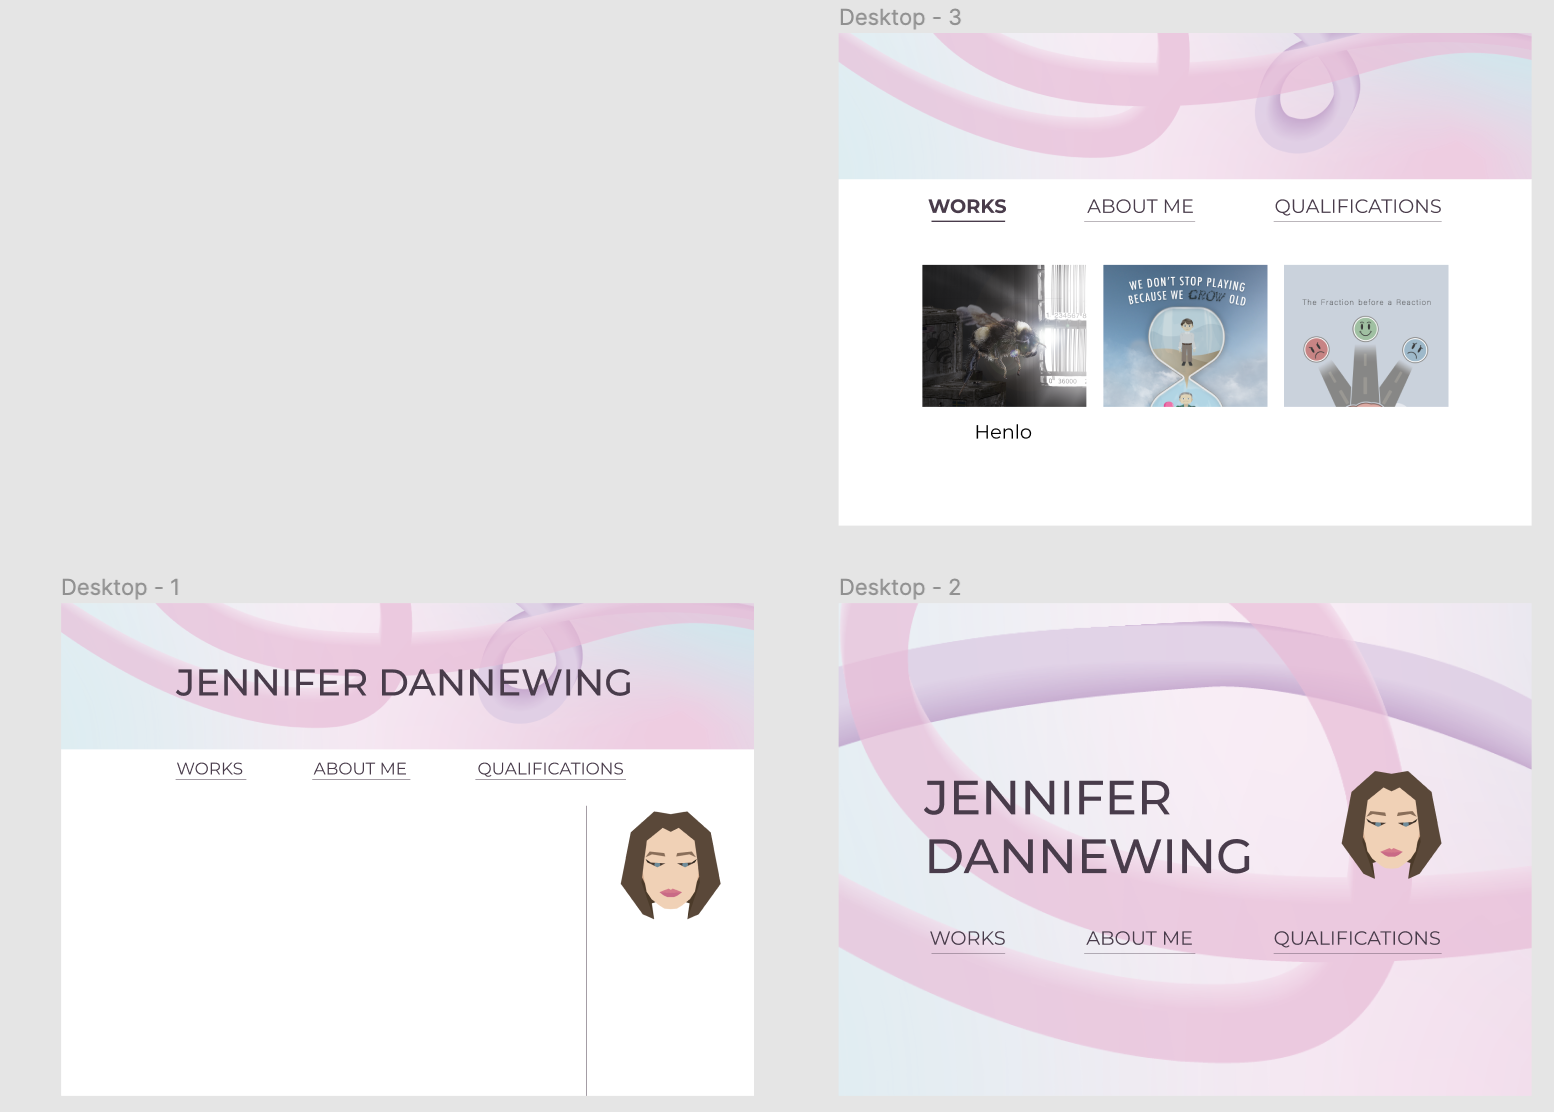 Desktop - 3
WORKS
ABOUT ME
QUALIFICATIONS
WE DON'T STOP PLAYING
BECAUSE WE GROW OLD
The Fraction before a Reaction
36000
Henlo
Desktop - 1
JENNIFER DANNEWING
WORKS
ABOUT ME
QUALIFICATIONS
Desktop - 2
JENNIFER
DANNEWING
WORKS
ABOUT ME
QUALIFICATIONS